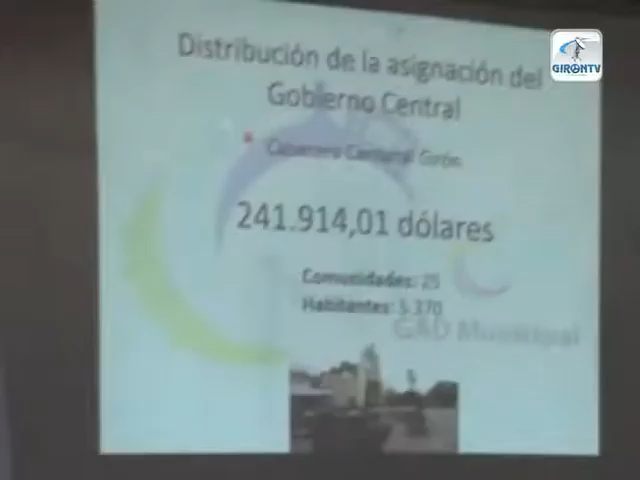 GIRONTV
Distribución de la asignación del
Gobierno Central
Cabecera Cantonal Girón
241.914,01 dólares
Comunidades: 25
Habitantes: 5.370
GAD Municipal